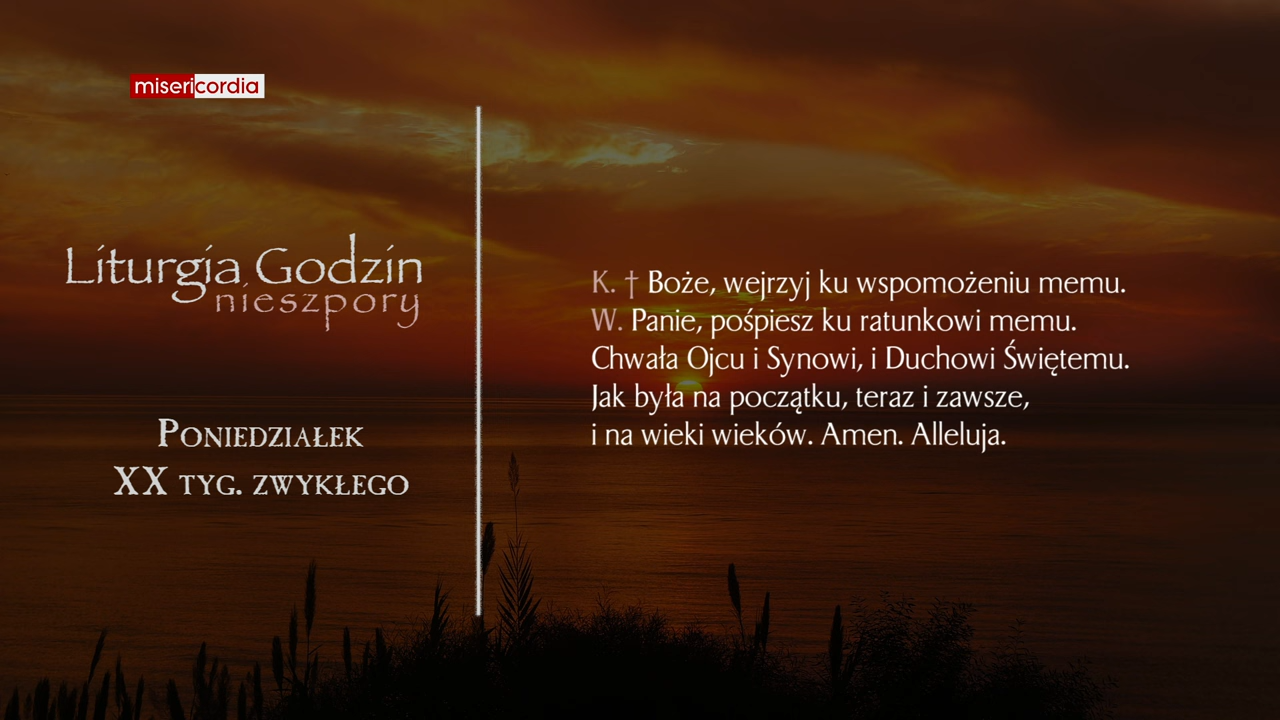 misericordia
Liturgia Godzin
nieszpory
Poniedziałek
XX tyg. zwykłego
K. † Boże, wejrzyj ku wspomożeniu memu.
W. Panie, pośpiesz ku ratunkowi memu.
Chwała Ojcu i Synowi, i Duchowi Świętemu.
Jak była na początku, teraz i zawsze,
i na wieki wieków. Amen. Alleluja.